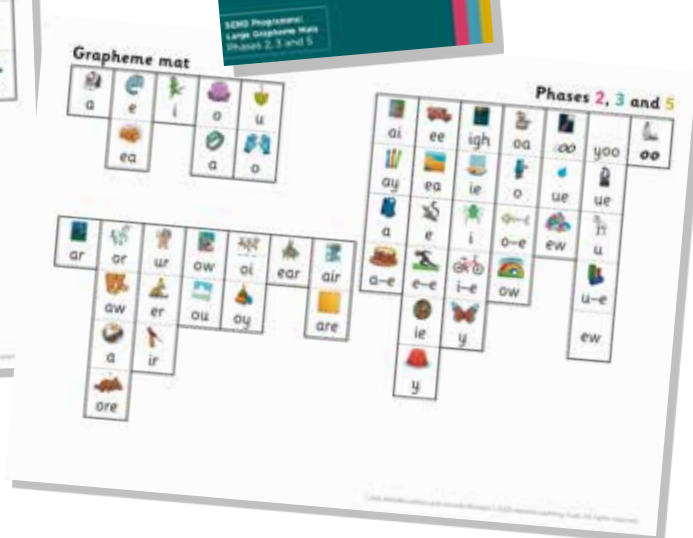 SEND Programme:
Large Grapheme Mats
Phases 2, 3 and 5
Grapheme mat
a e i o u
ea a o
Phases 2, 3 and 5
ai ee igh oa oo yoo oo
ay ea ie o ue ue
a e i o–e ew u
a–e e–e i–e ow u–e
ie y ew
y
ar or ur ow oi ear air
aw er ou oy are
a ir
ore